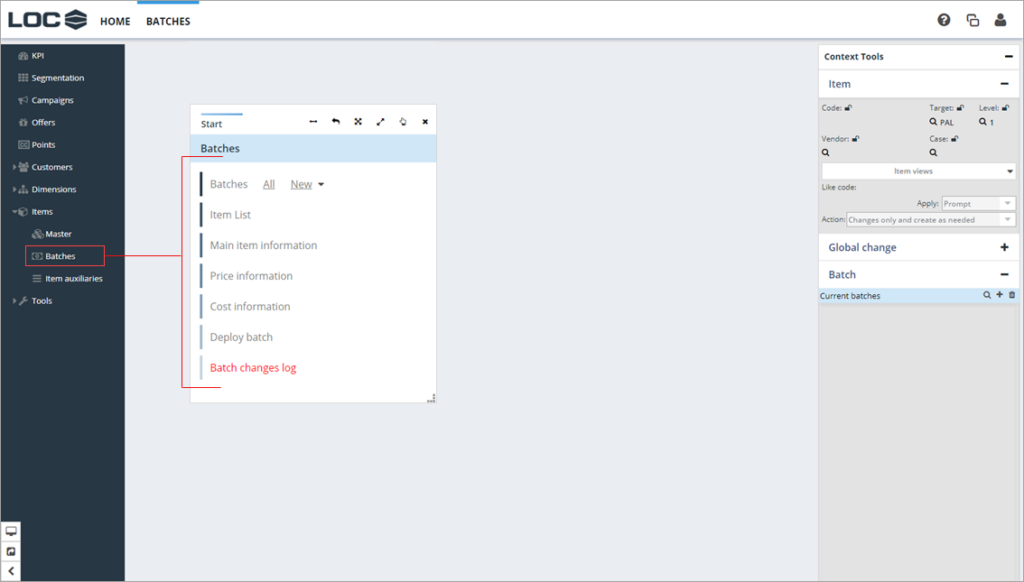 LOC
HOME
BATCHES
KPI
Segmentation
Campaigns
Offers
Points
Customers
Dimensions
Items
Master
Batches
Item auxiliaries
Tools
Start
Batches
Batches All New
Item List
Main item information
Price information
Cost information
Deploy batch
Batch changes log
Context Tools
Item
Code: Target: Level:
PAL 1
Vendor: Case:
Item views
Like code:
Apply: Prompt
Action: Changes only and create as needed
Global change
Batch
Current batches